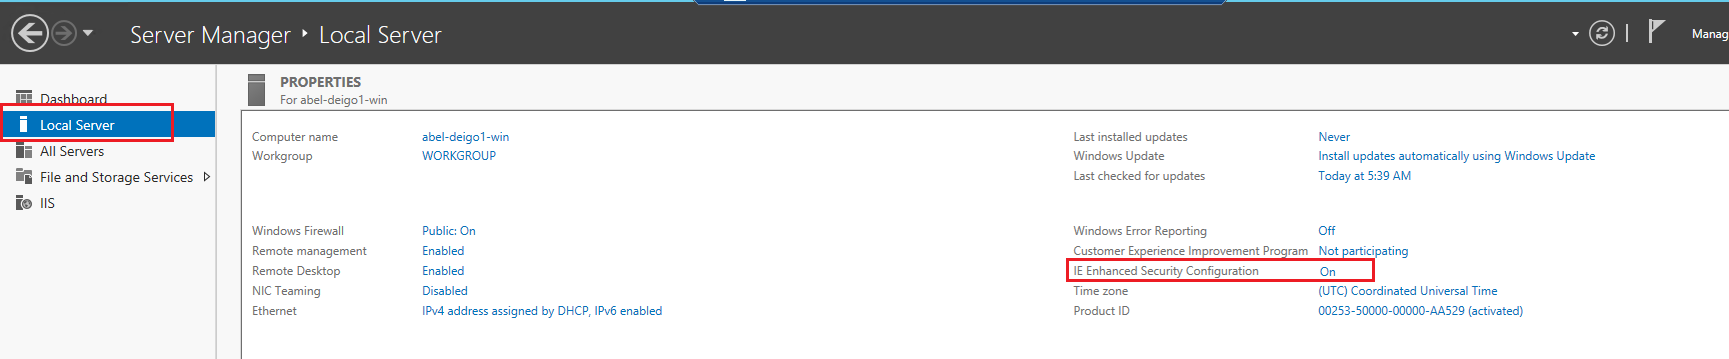 Server Manager ‣ Local Server
Manag
Dashboard
Local Server
All Servers
File and Storage Services
IIS
PROPERTIES
For abel-deigo1-win
Computer name abel-deigo1-win
Workgroup WORKGROUP
Last installed updates Never
Windows Update Install updates automatically using Windows Update
Last checked for updates Today at 5:39 AM
Windows Firewall Public: On
Remote management Enabled
Remote Desktop Enabled
NIC Teaming Disabled
Ethernet IPv4 address assigned by DHCP, IPv6 enabled
Windows Error Reporting Off
Customer Experience Improvement Program Not participating
IE Enhanced Security Configuration On
Time zone (UTC) Coordinated Universal Time
Product ID 00253-50000-00000-AA529 (activated)